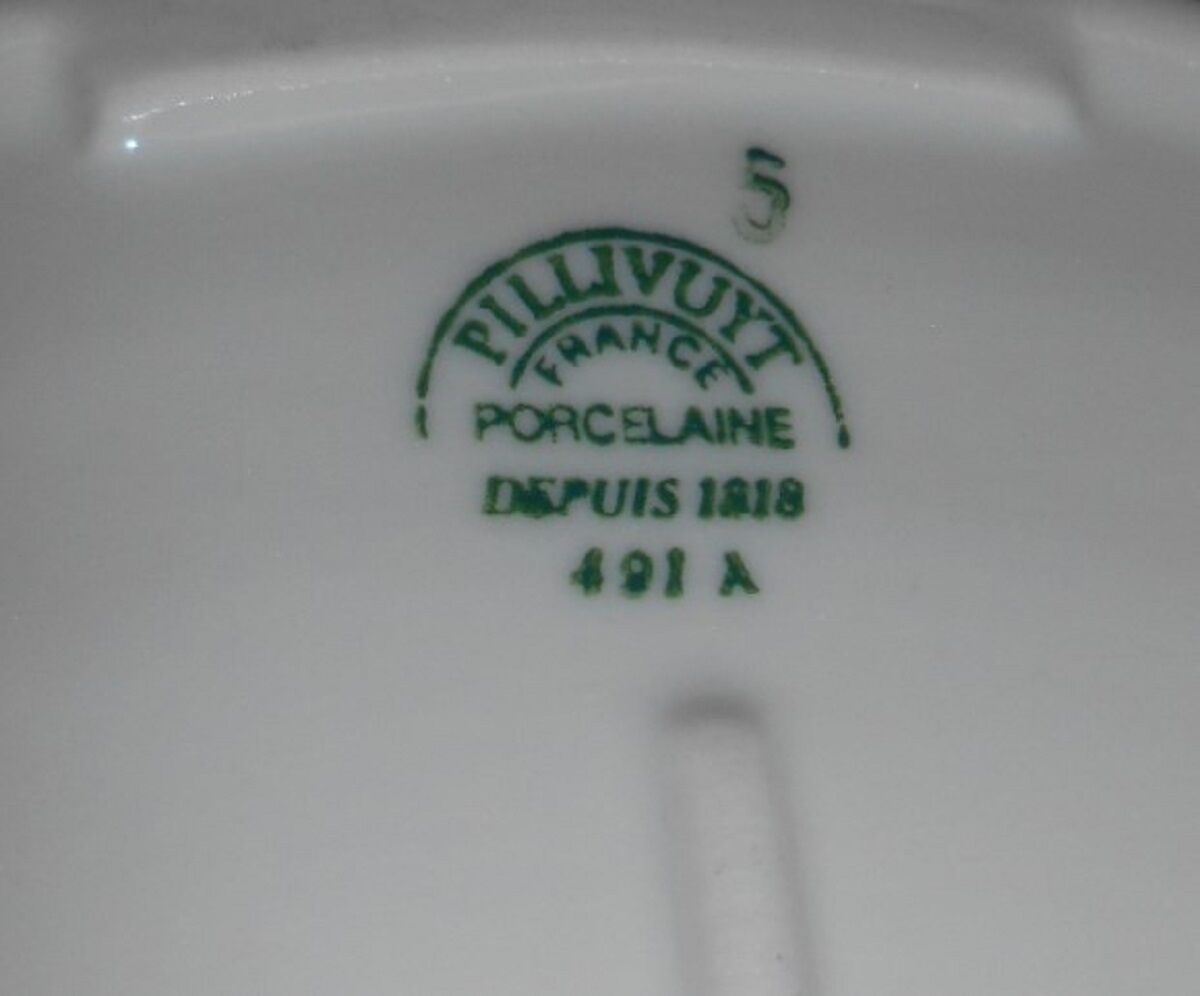 5
PILLIVUYT
FRANCE
PORCELAINE
DEPUIS 1818
491 A